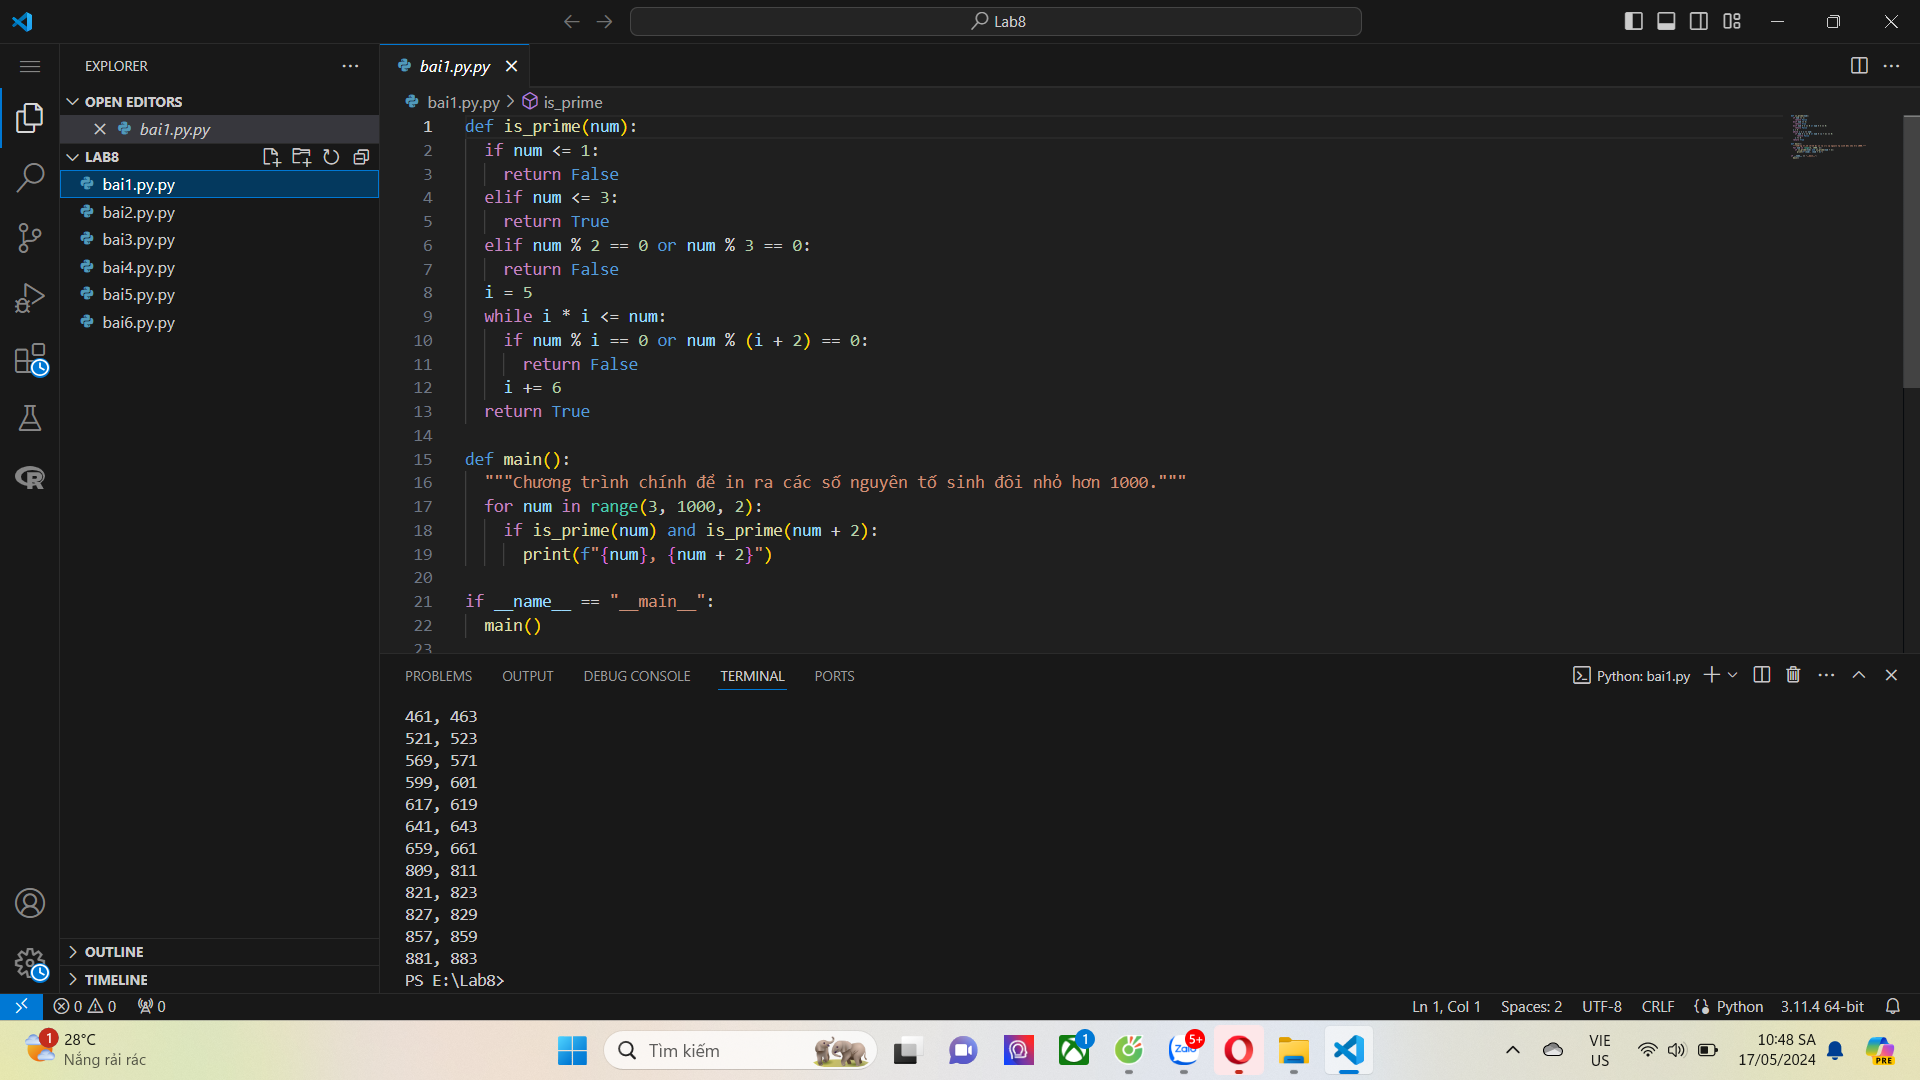 Lab8
EXPLORER
bai1.py.py
OPEN EDITORS
bai1.py.py
LAB8
bai1.py.py
bai2.py.py
bai3.py.py
bai4.py.py
bai5.py.py
bai6.py.py
OUTLINE
TIMELINE
bai1.py.py > is_prime
1 def is_prime(num):
2 if num <= 1:
3 return False
4 elif num <= 3:
5 return True
6 elif num % 2 == 0 or num % 3 == 0:
7 return False
8 i = 5
9 while i * i <= num:
10 if num % i == 0 or num % (i + 2) == 0:
11 return False
12 i += 6
13 return True
14
15 def main():
16 """Chương trình chính để in ra các số nguyên tố sinh đôi nhỏ hơn 1000."""
17 for num in range(3, 1000, 2):
18 if is_prime(num) and is_prime(num + 2):
19 print(f"{num}, {num + 2}")
20
21 if __name__ == "__main__":
22 main()
23
PROBLEMS OUTPUT DEBUG CONSOLE TERMINAL PORTS
Python: bai1.py
461, 463
521, 523
569, 571
599, 601
617, 619
641, 643
659, 661
809, 811
821, 823
827, 829
857, 859
881, 883
PS E:\Lab8>
0 0 0
Ln 1, Col 1 Spaces: 2 UTF-8 CRLF Python 3.11.4 64-bit
1
28°C
Nắng rải rác
Tìm kiếm
1
Zalo
5+
VIE
US
10:48 SA
17/05/2024
PRE